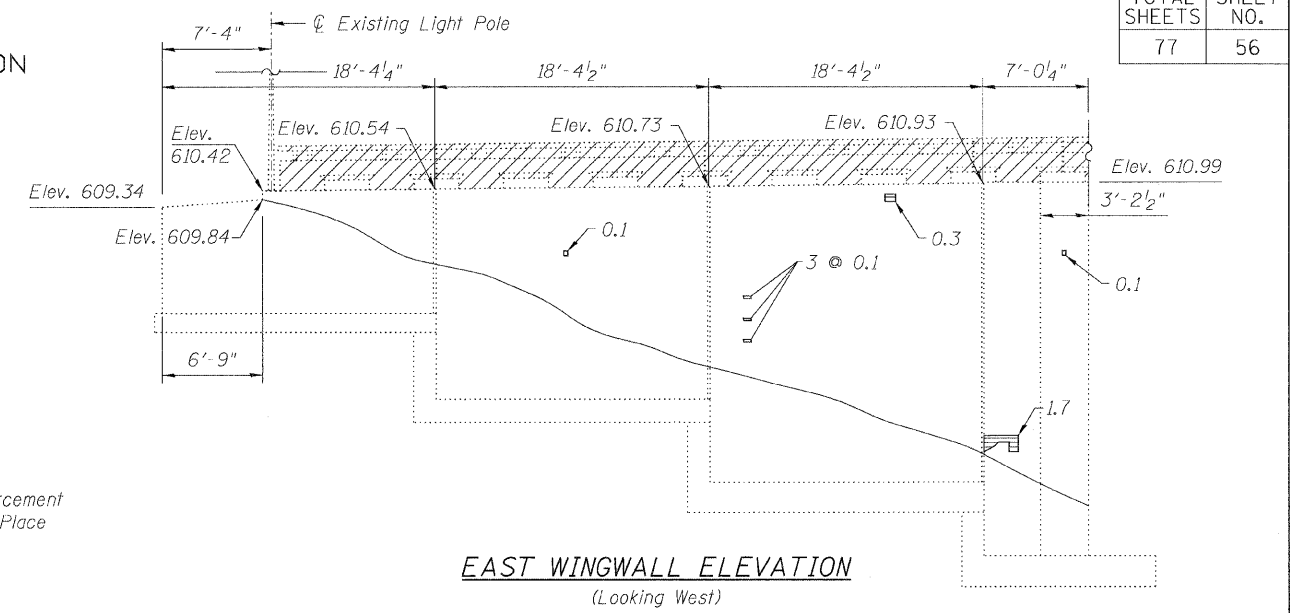 TOTAL SHEET
SHEETS NO.
77 56
ON
7'-4"
℄ Existing Light Pole
18'-4¼" 18'-4½" 18'-4½" 7'-0¼"
Elev. 610.42
Elev. 610.54
Elev. 610.73
Elev. 610.93
Elev. 610.99
3'-2½"
Elev. 609.34
Elev. 609.84
0.1
0.3
3 @ 0.1
0.1
6'-9"
1.7
rcement
Place
EAST WINGWALL ELEVATION
(Looking West)